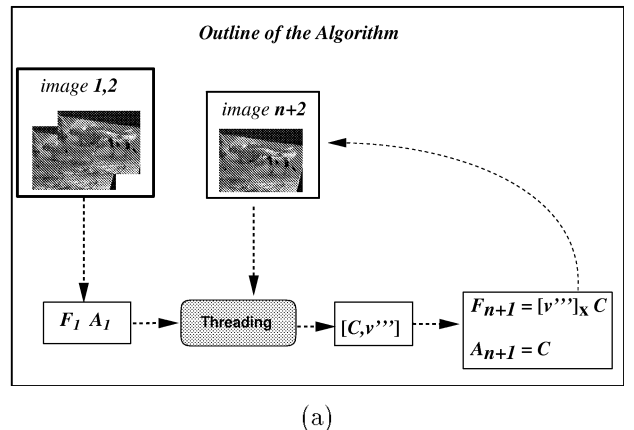 Outline of the Algorithm
image 1,2
image n+2
F1 A1
Threading
[C,v''']
Fn+1 = [v''']x C
An+1 = C
(a)